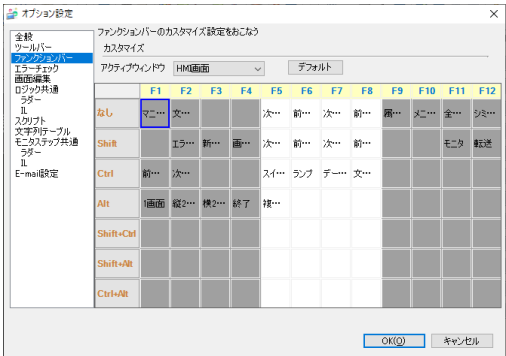 オプション設定
全般
ツールバー
ファンクションバー
エラーチェック
画面編集
ロジック共通
ラダー
IL
スクリプト
文字列テーブル
モニタステップ共通
ラダー
IL
E-mail設定
ファンクションバーのカスタマイズ設定をおこなう
カスタマイズ
アクティブウィンドウ HMI画面 デフォルト
F1 F2 F3 F4 F5 F6 F7 F8 F9 F10 F11 F12
なし マニ… 文… 次… 前… 次… 前… 属… メニ… 全… シミ…
Shift エラ… 新… 画… 次… 前… 次… 前… モニタ 転送
Ctrl 前… 次… スイ… ランプ デー… 文…
Alt 1画面 縦2… 横2… 終了 複…
Shift+Ctrl
Shift+Alt
Ctrl+Alt
OK(O) キャンセル